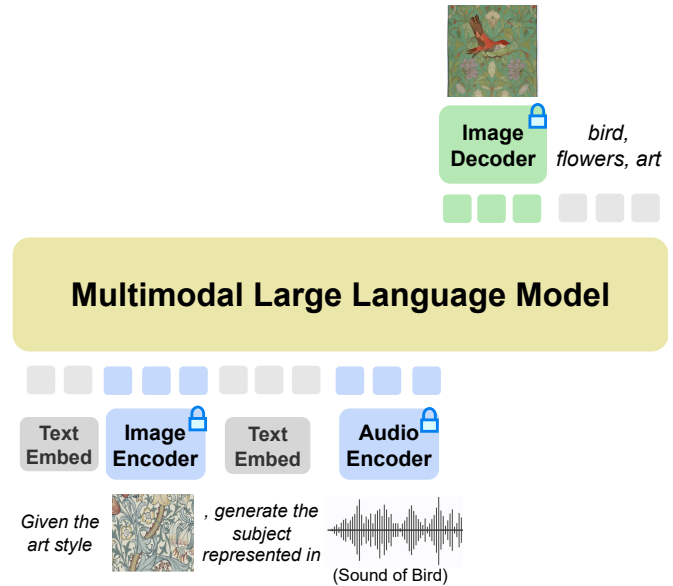 Image
Decoder
bird,
flowers, art
Multimodal Large Language Model
Text
Embed
Image
Encoder
Text
Embed
Audio
Encoder
Given the
art style
, generate the
subject
represented in
(Sound of Bird)